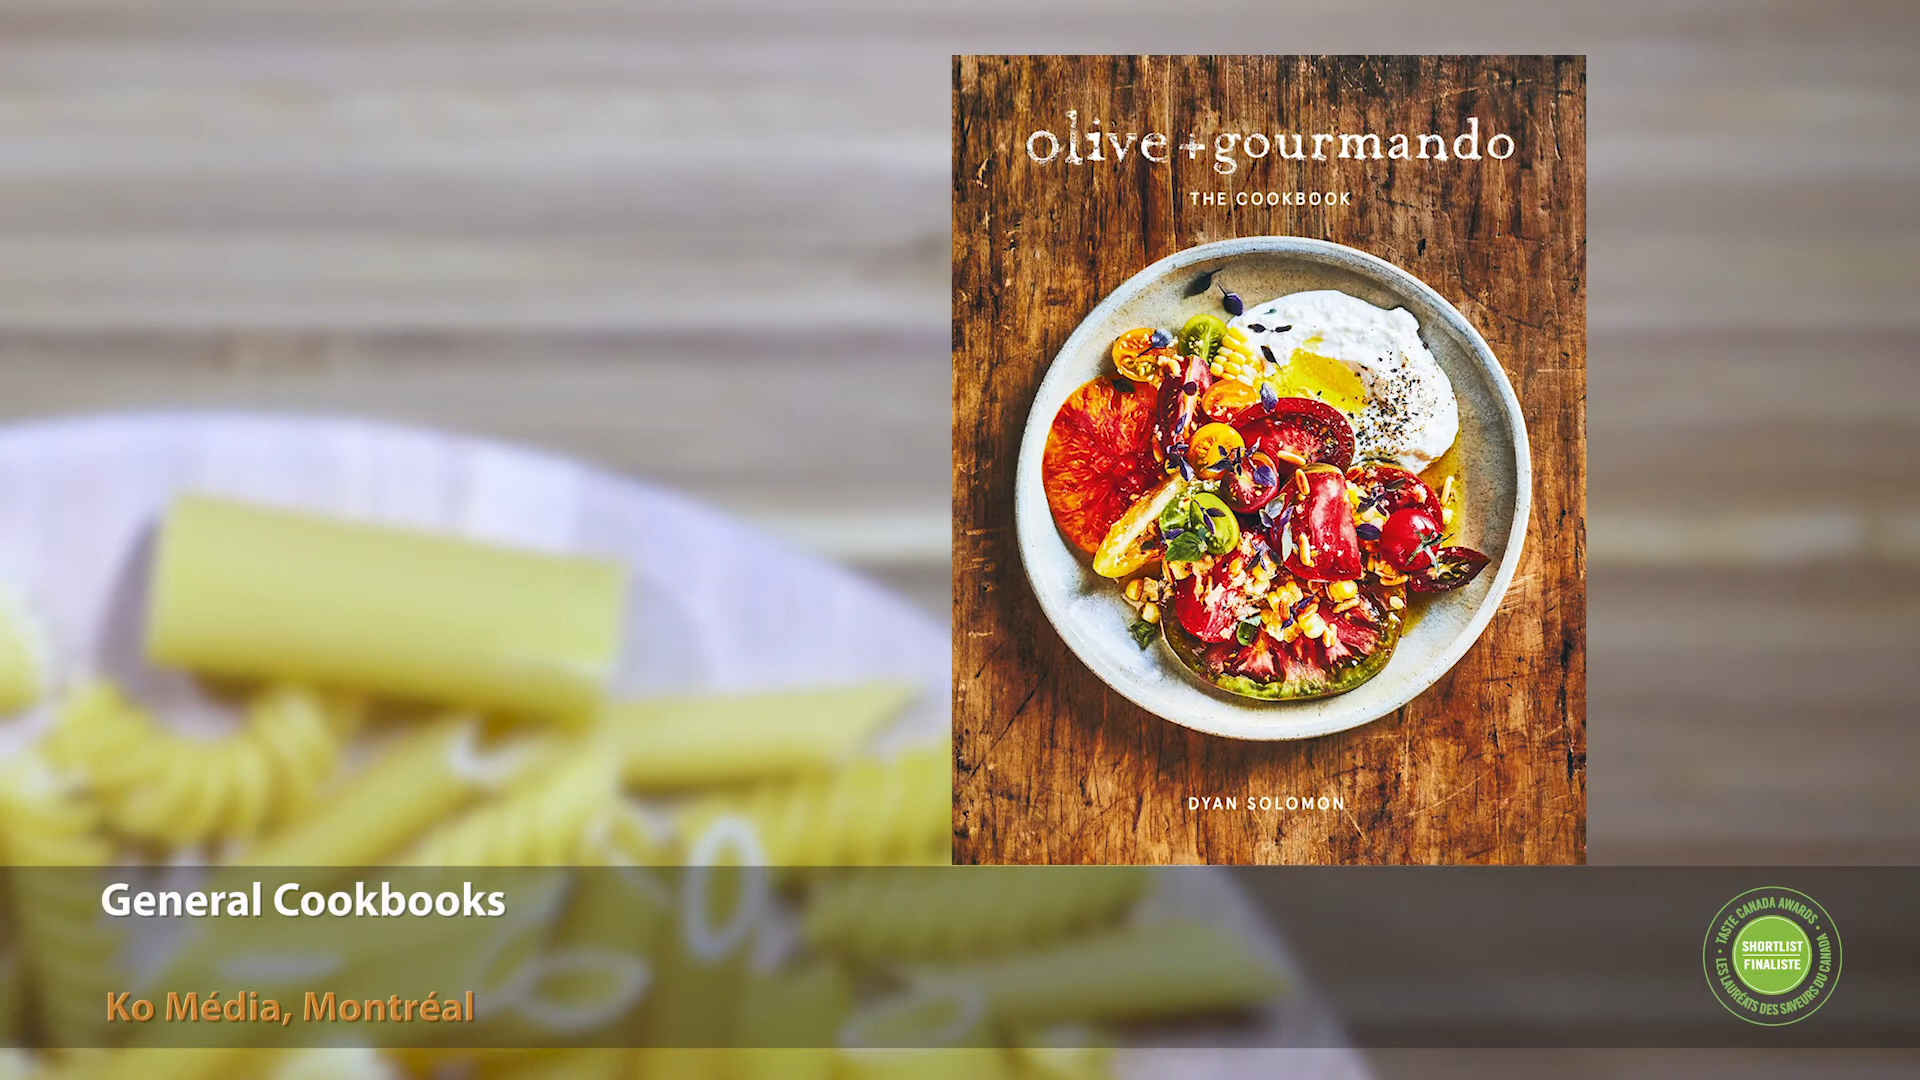 olive + gourmando
THE COOKBOOK
DYAN SOLOMON
General Cookbooks
Ko Média, Montréal
• TASTE CANADA AWARDS •
SHORTLIST
FINALISTE
LES LAURÉATS DES SAVEURS DU CANADA